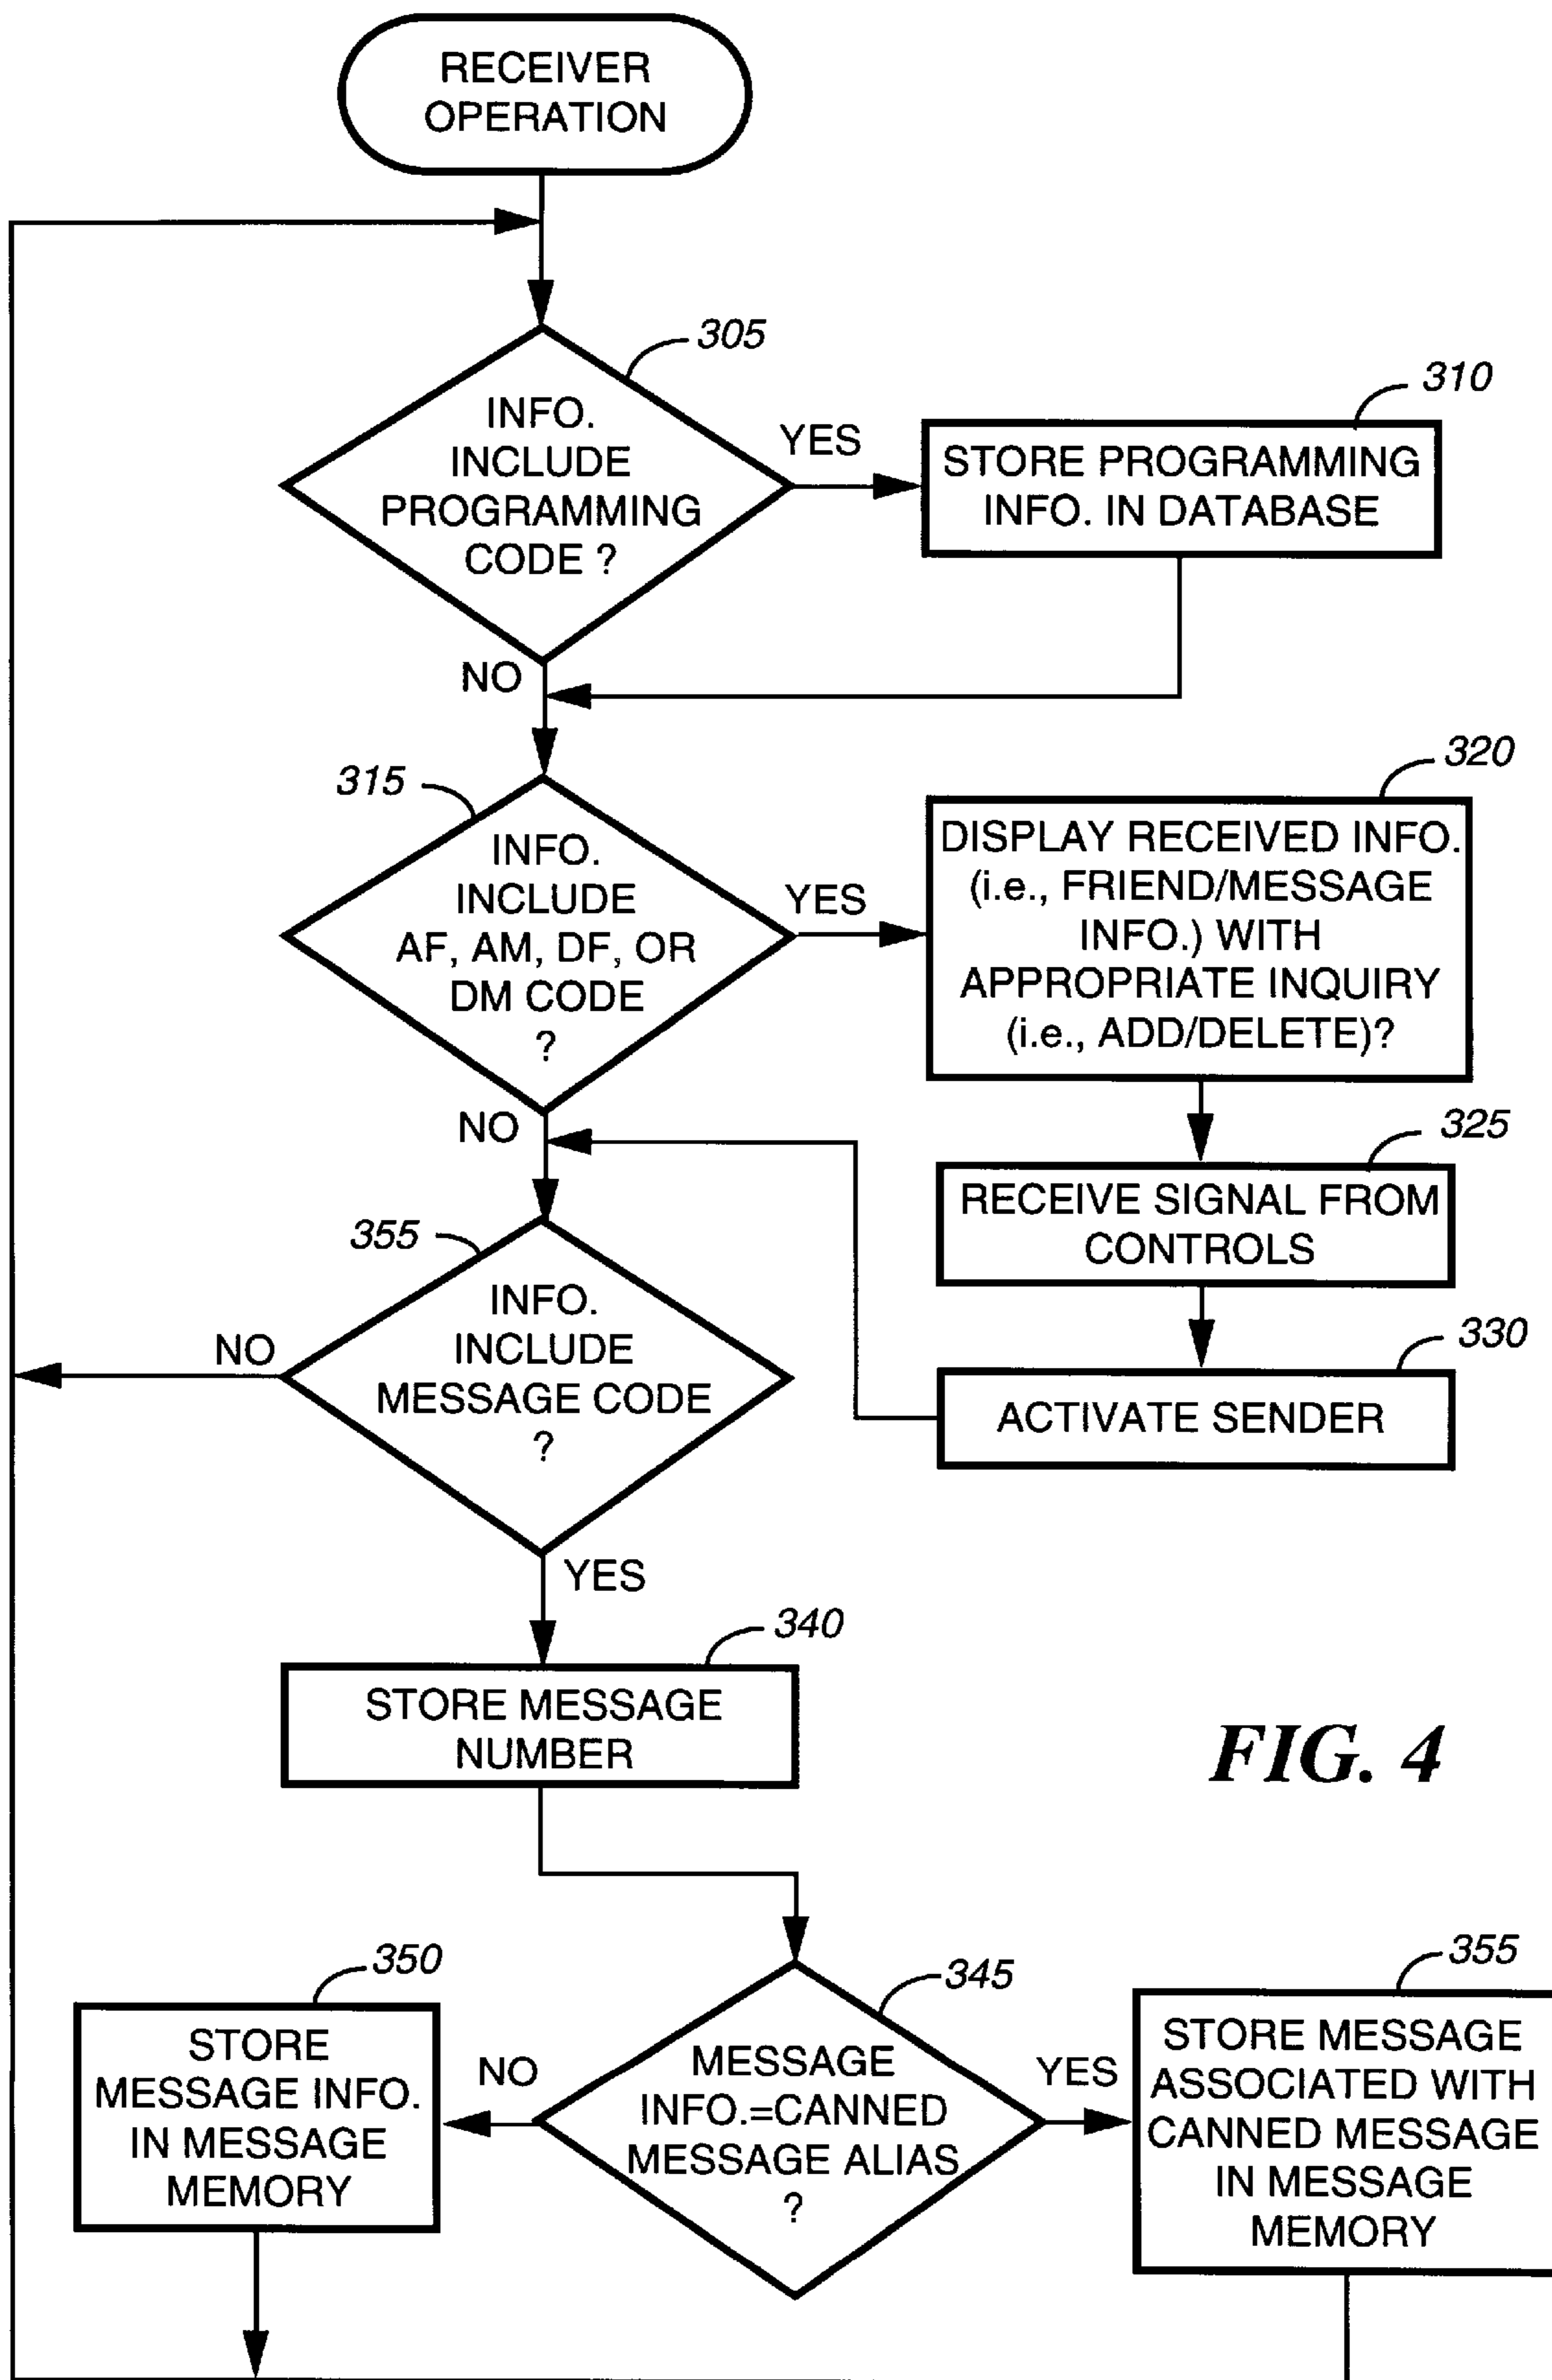 RECEIVER
OPERATION
305
INFO.
INCLUDE
PROGRAMMING
CODE ?
YES
310
STORE PROGRAMMING
INFO. IN DATABASE
NO
315
INFO.
INCLUDE
AF, AM, DF, OR
DM CODE
?
YES
320
DISPLAY RECEIVED INFO.
(i.e., FRIEND/MESSAGE
INFO.) WITH
APPROPRIATE INQUIRY
(i.e., ADD/DELETE)?
NO
325
RECEIVE SIGNAL FROM
CONTROLS
330
ACTIVATE SENDER
355
INFO.
INCLUDE
MESSAGE CODE
?
NO
YES
340
STORE MESSAGE
NUMBER
FIG. 4
350
STORE
MESSAGE INFO.
IN MESSAGE
MEMORY
NO
345
MESSAGE
INFO.=CANNED
MESSAGE ALIAS
?
YES
355
STORE MESSAGE
ASSOCIATED WITH
CANNED MESSAGE
IN MESSAGE
MEMORY